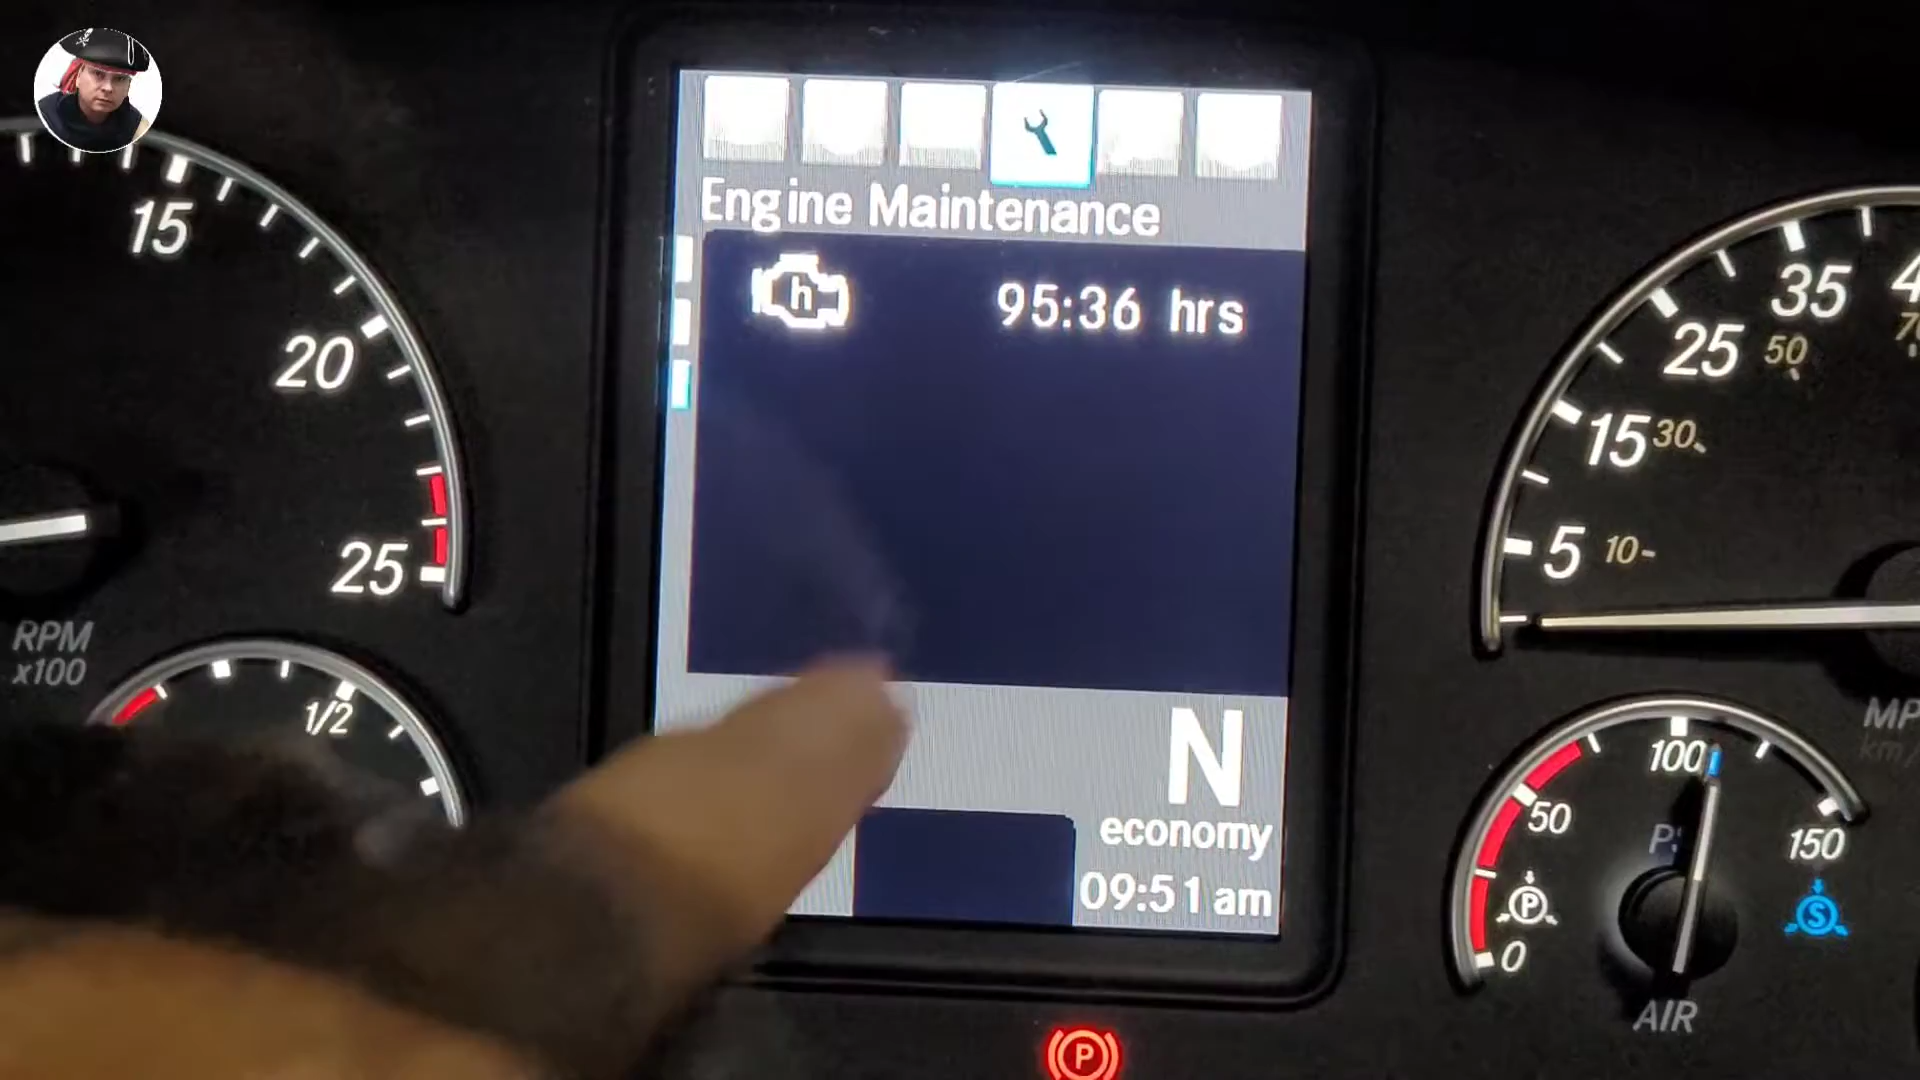 Engine Maintenance
h 95:36 hrs
N
economy
09:51 am
15
20
25
RPM
x100
1/2
35
25 50
15 30
5 10
100
50
150
P
S
0
AIR
P